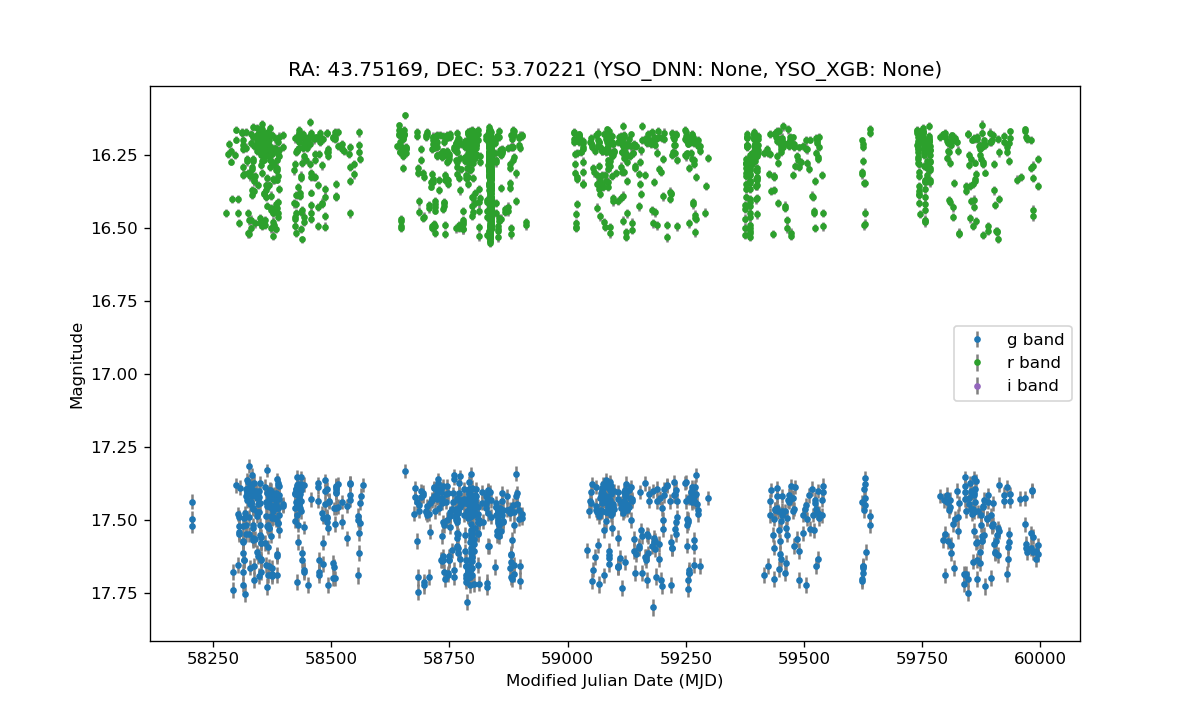 RA: 43.75169, DEC: 53.70221 (YSO_DNN: None, YSO_XGB: None)
16.25
16.50
16.75
17.00
17.25
17.50
17.75
Magnitude
g band
r band
i band
58250 58500 58750 59000 59250 59500 59750 60000
Modified Julian Date (MJD)